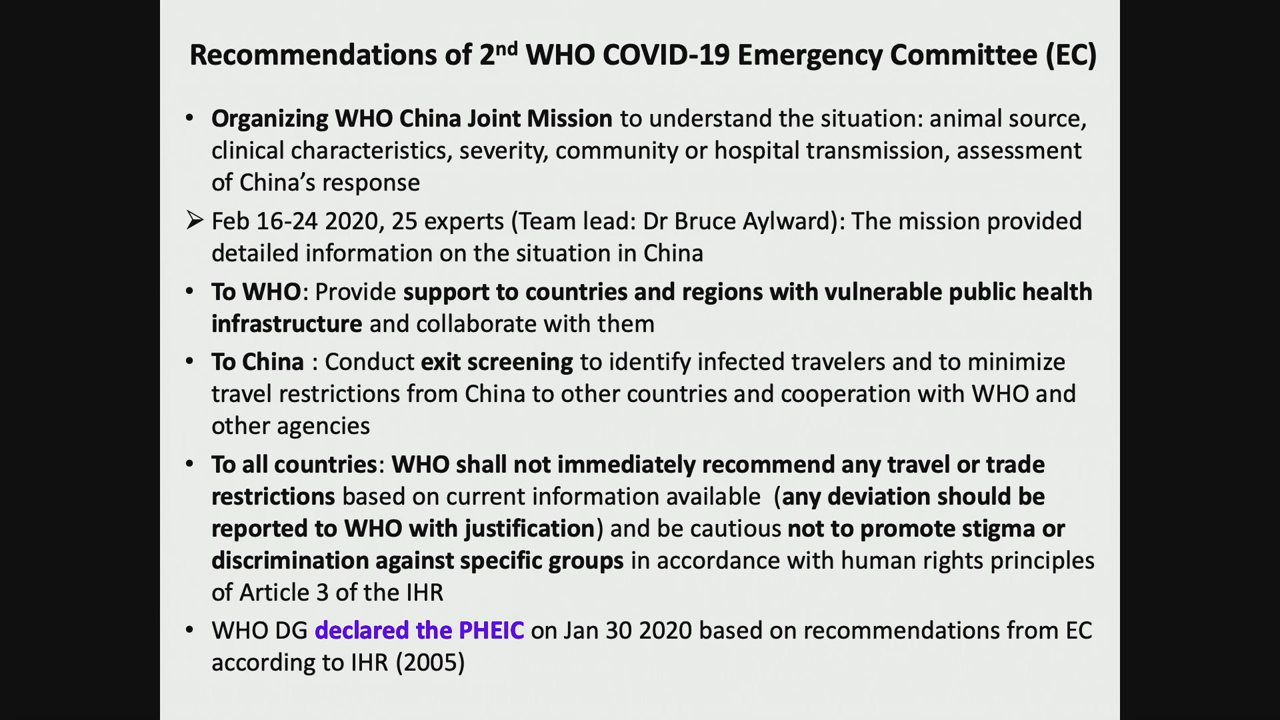 Recommendations of 2nd WHO COVID-19 Emergency Committee (EC)
• Organizing WHO China Joint Mission to understand the situation: animal source,
clinical characteristics, severity, community or hospital transmission, assessment
of China’s response
➢ Feb 16-24 2020, 25 experts (Team lead: Dr Bruce Aylward): The mission provided
detailed information on the situation in China
• To WHO: Provide support to countries and regions with vulnerable public health
infrastructure and collaborate with them
• To China : Conduct exit screening to identify infected travelers and to minimize
travel restrictions from China to other countries and cooperation with WHO and
other agencies
• To all countries: WHO shall not immediately recommend any travel or trade
restrictions based on current information available (any deviation should be
reported to WHO with justification) and be cautious not to promote stigma or
discrimination against specific groups in accordance with human rights principles
of Article 3 of the IHR
• WHO DG declared the PHEIC on Jan 30 2020 based on recommendations from EC
according to IHR (2005)